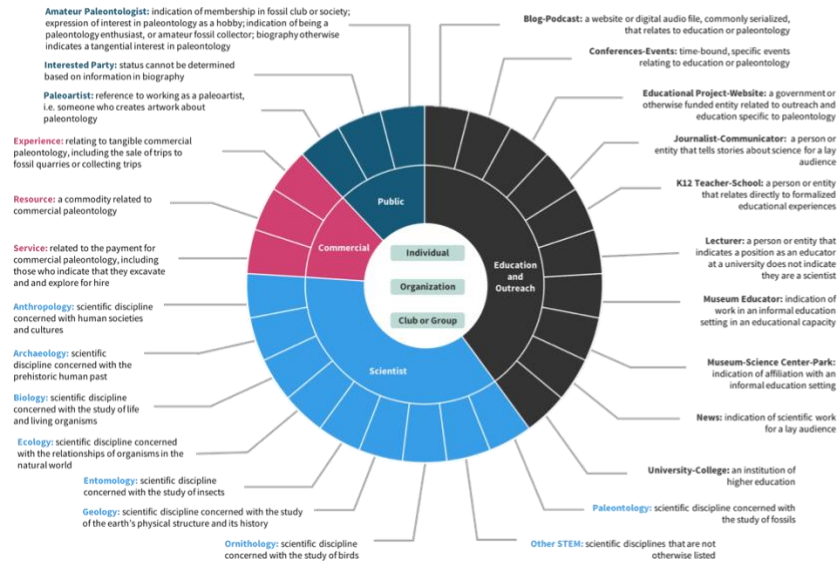 Amateur Paleontologist: indication of membership in fossil club or society;
expression of interest in paleontology as a hobby; indication of being a
paleontology enthusiast, or amateur fossil collector; biography otherwise
indicates a tangential interest in paleontology
Interested Party: status cannot be determined
based on information in biography
Paleoartist: reference to working as a paleoartist,
i.e. someone who creates artwork about
paleontology
Experience: relating to tangible commercial
paleontology, including the sale of trips to
fossil quarries or collecting trips
Resource: a commodity related to
commercial paleontology
Service: related to the payment for
commercial paleontology, including
those who indicate that they excavate
and and explore for hire
Anthropology: scientific discipline
concerned with human societies
and cultures
Archaeology: scientific
discipline concerned with the
prehistoric human past
Biology: scientific discipline
concerned with the study of life
and living organisms
Ecology: scientific discipline concerned
with the relationships of organisms in the
natural world
Entomology: scientific discipline
concerned with the study of insects
Geology: scientific discipline concerned with the study
of the earth's physical structure and its history
Ornithology: scientific discipline
concerned with the study of birds
Public
Commercial
Scientist
Education
and
Outreach
Individual
Organization
Club or Group
Blog-Podcast: a website or digital audio file, commonly serialized,
that relates to education or paleontology
Conferences-Events: time-bound, specific events
relating to education or paleontology
Educational Project-Website: a government or
otherwise funded entity related to outreach and
education specific to paleontology
Journalist-Communicator: a person or
entity that tells stories about science for a lay
audience
K12 Teacher-School: a person or entity
that relates directly to formalized
educational experiences
Lecturer: a person or entity that
indicates a position as an educator
at a university does not indicate
they are a scientist
Museum Educator: indication of
work in an informal education
setting in an educational capacity
Museum-Science Center-Park:
indication of affiliation with an
informal education setting
News: indication of scientific work
for a lay audience
University-College: an institution of
higher education
Paleontology: scientific discipline concerned with
the study of fossils
Other STEM: scientific disciplines that are not
otherwise listed